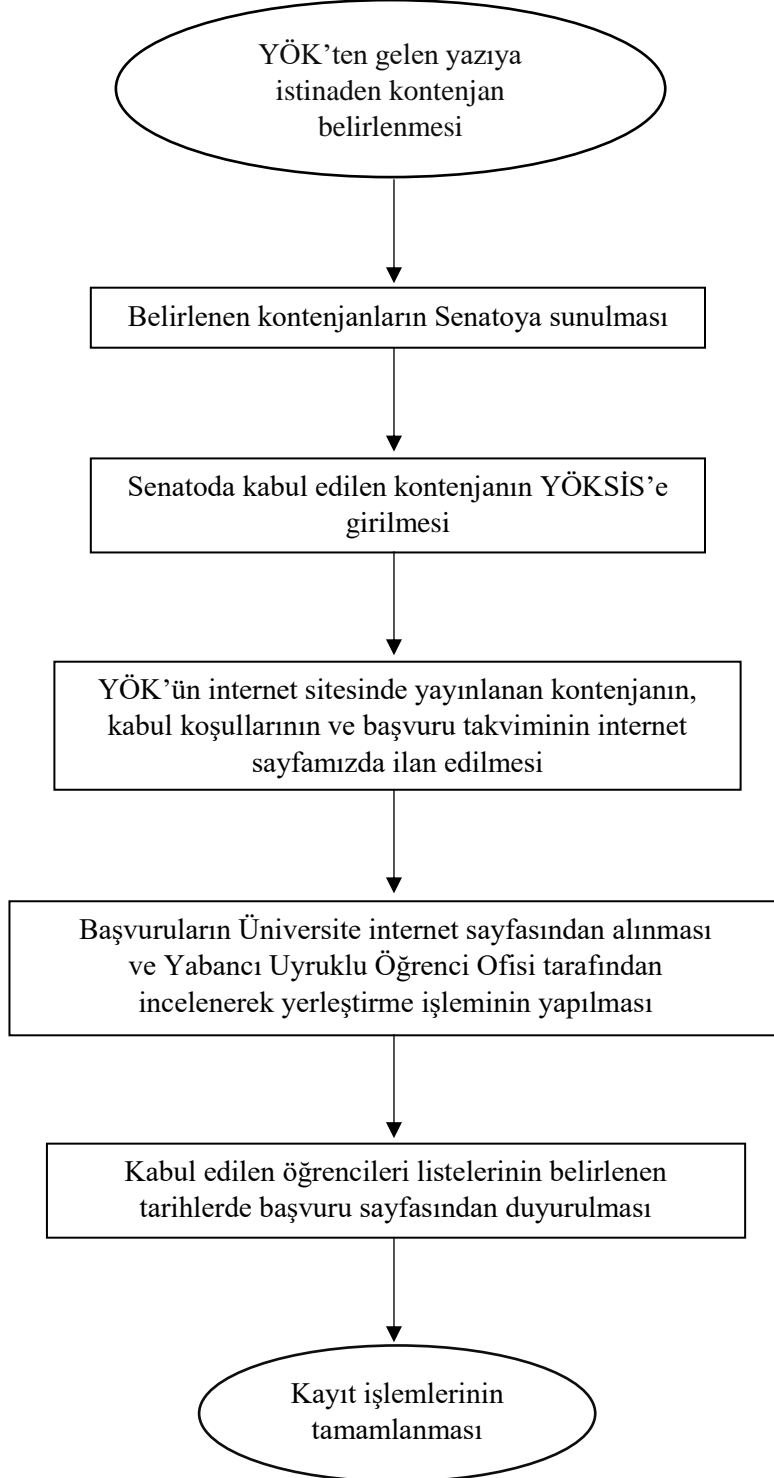 YÖK’ten gelen yazıya
istinaden kontenjan
belirlenmesi
Belirlenen kontenjanların Senatoya sunulması
Senatoda kabul edilen kontenjanın YÖKSİS’e
girilmesi
YÖK’ün internet sitesinde yayınlanan kontenjanın,
kabul koşullarının ve başvuru takviminin internet
sayfamızda ilan edilmesi
Başvuruların Üniversite internet sayfasından alınması
ve Yabancı Uyruklu Öğrenci Ofisi tarafından
incelenerek yerleştirme işleminin yapılması
Kabul edilen öğrencileri listelerinin belirlenen
tarihlerde başvuru sayfasından duyurulması
Kayıt işlemlerinin
tamamlanması